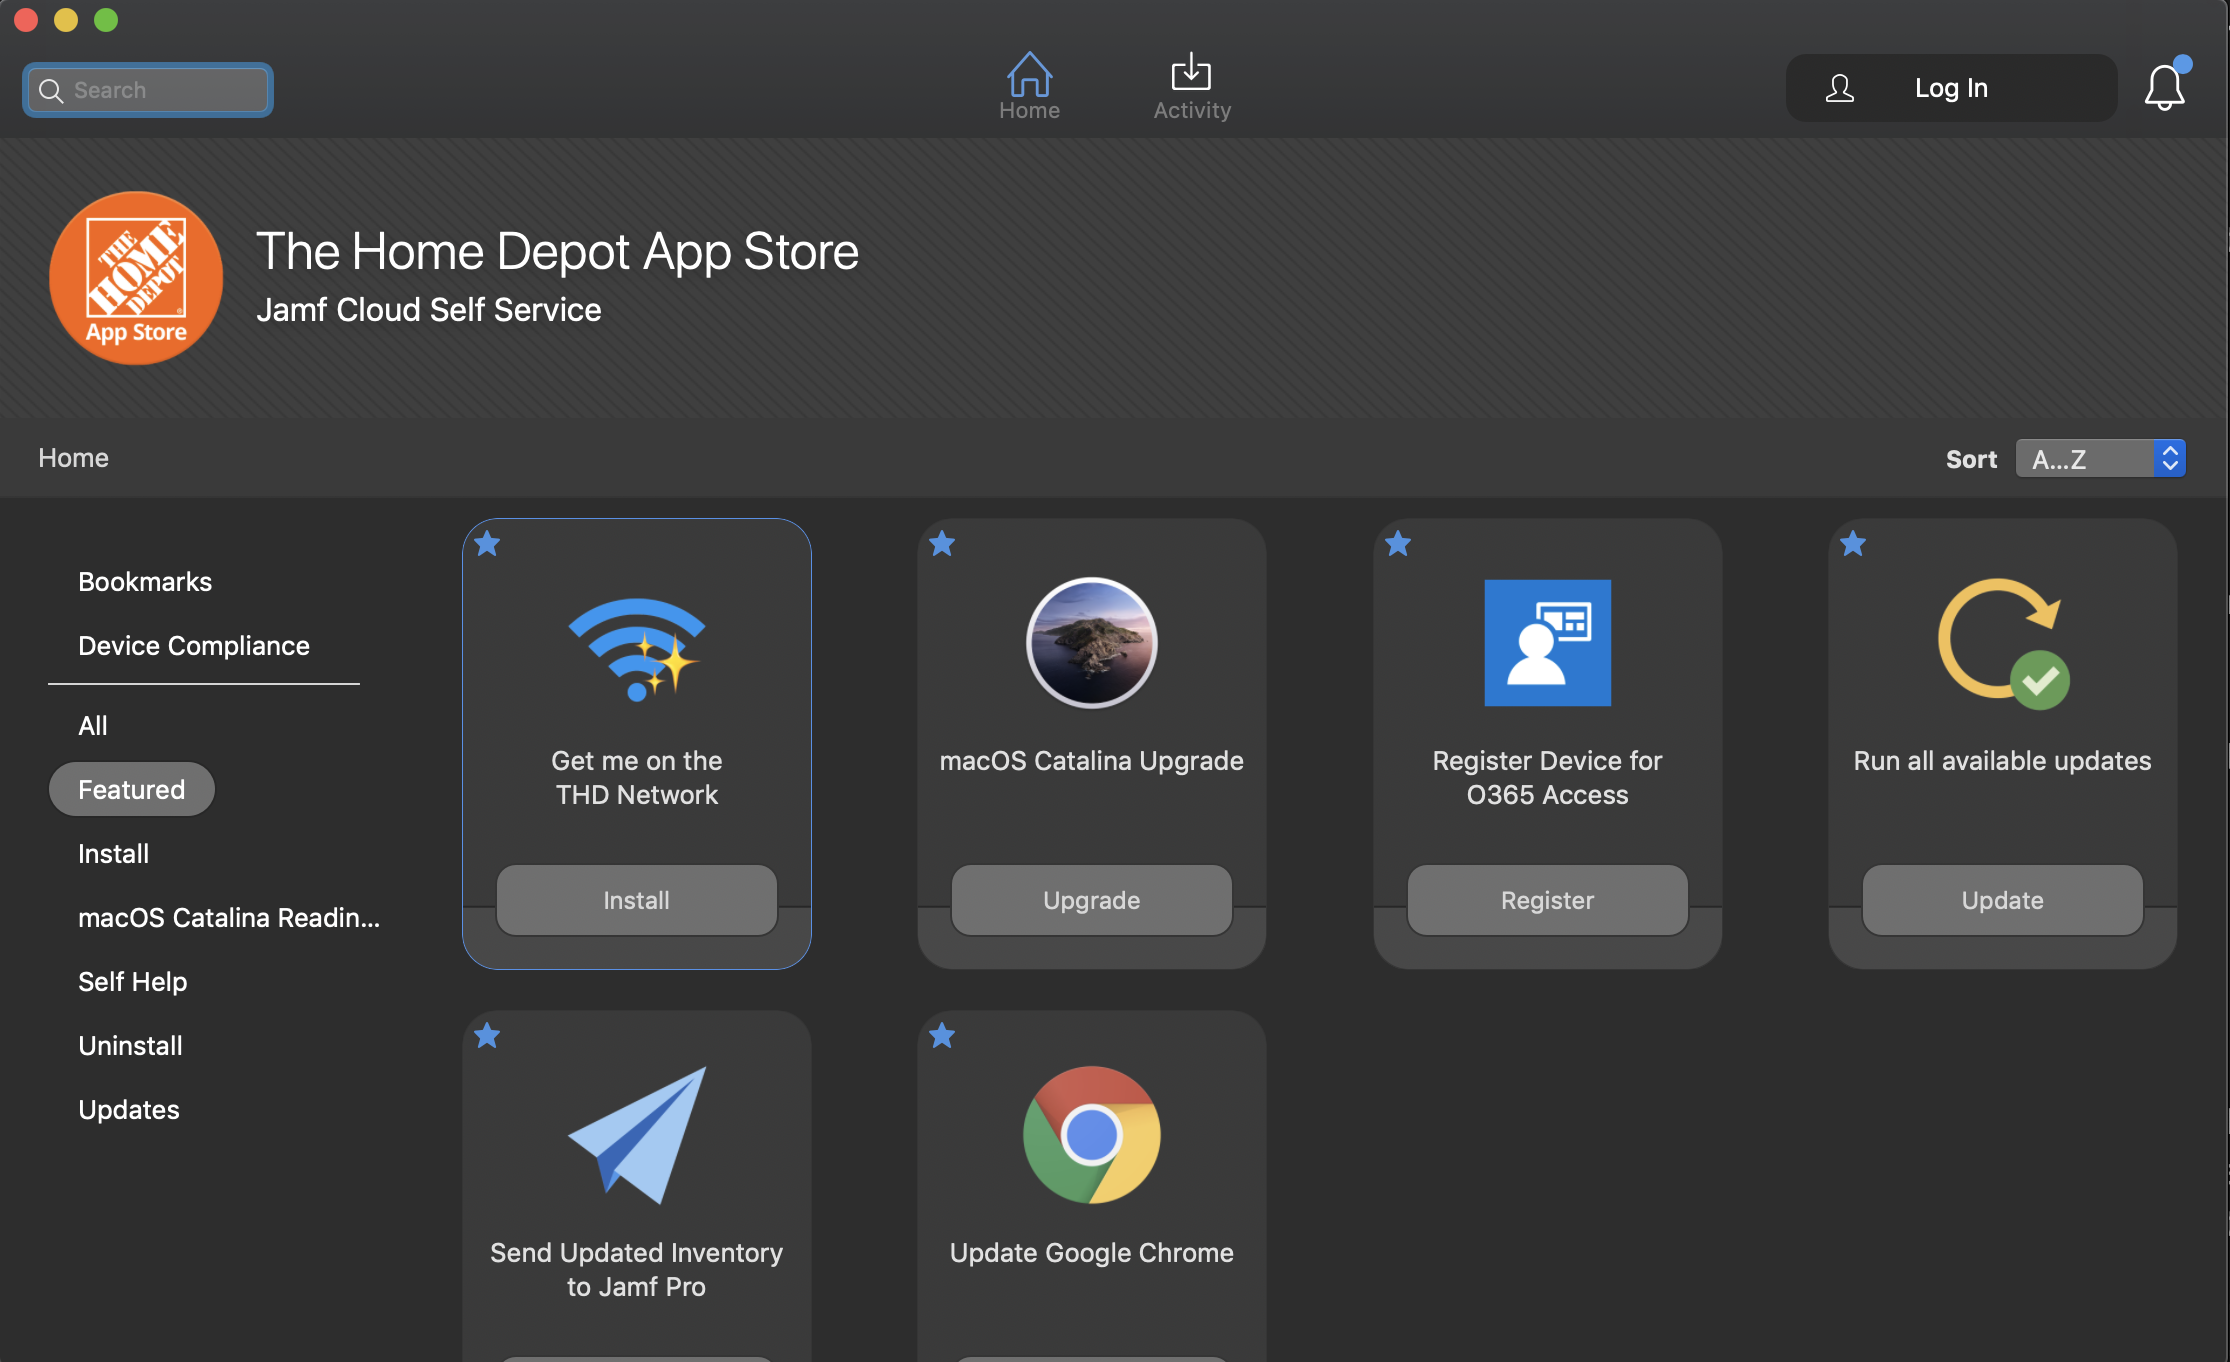 Search
Home
Activity
Log In
THE
HOME
DEPOT
App Store
The Home Depot App Store
Jamf Cloud Self Service
Home
Sort
A...Z
Bookmarks
Device Compliance
All
Featured
Install
macOS Catalina Readin...
Self Help
Uninstall
Updates
Get me on the
THD Network
Install
macOS Catalina Upgrade
Upgrade
Register Device for
O365 Access
Register
Run all available updates
Update
Send Updated Inventory
to Jamf Pro
Update Google Chrome